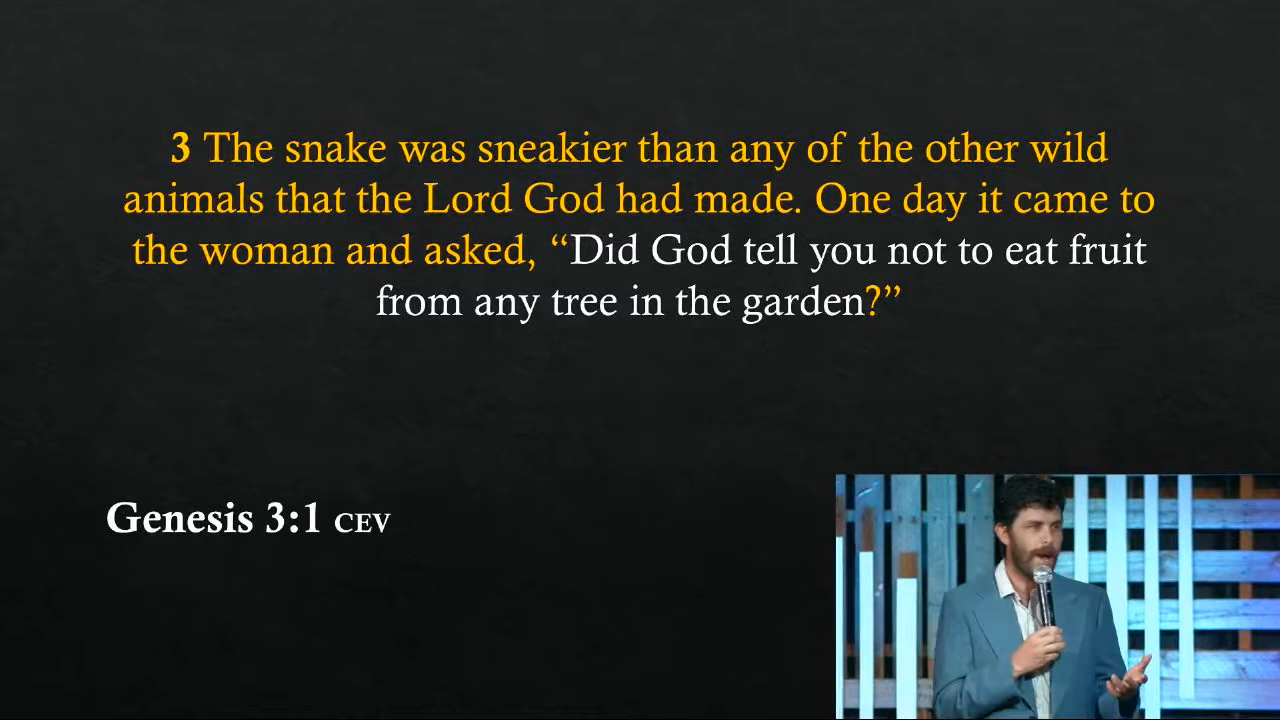 3 The snake was sneakier than any of the other wild
animals that the Lord God had made. One day it came to
the woman and asked, “Did God tell you not to eat fruit
from any tree in the garden?”
Genesis 3:1 CEV